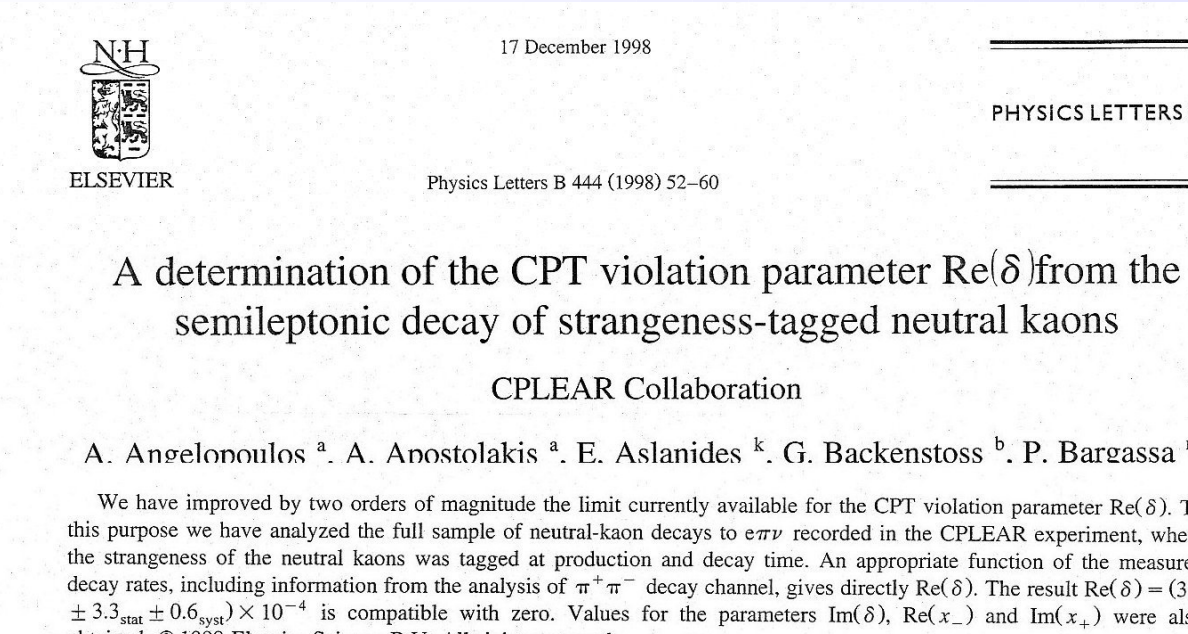 N·H
17 December 1998
PHYSICS LETTERS
ELSEVIER
Physics Letters B 444 (1998) 52–60
A determination of the CPT violation parameter Re(δ) from the
semileptonic decay of strangeness-tagged neutral kaons
CPLEAR Collaboration
A. Angelopoulos ᵃ, A. Apostolakis ᵃ, E. Aslanides ᵏ, G. Backenstoss ᵇ, P. Bargassa
We have improved by two orders of magnitude the limit currently available for the CPT violation parameter Re(δ). T
this purpose we have analyzed the full sample of neutral-kaon decays to eπν recorded in the CPLEAR experiment, whe
the strangeness of the neutral kaons was tagged at production and decay time. An appropriate function of the measure
decay rates, including information from the analysis of π⁺π⁻ decay channel, gives directly Re(δ). The result Re(δ) = (3
± 3.3stat ± 0.6syst) × 10⁻⁴ is compatible with zero. Values for the parameters Im(δ), Re(x₋) and Im(x₊) were als